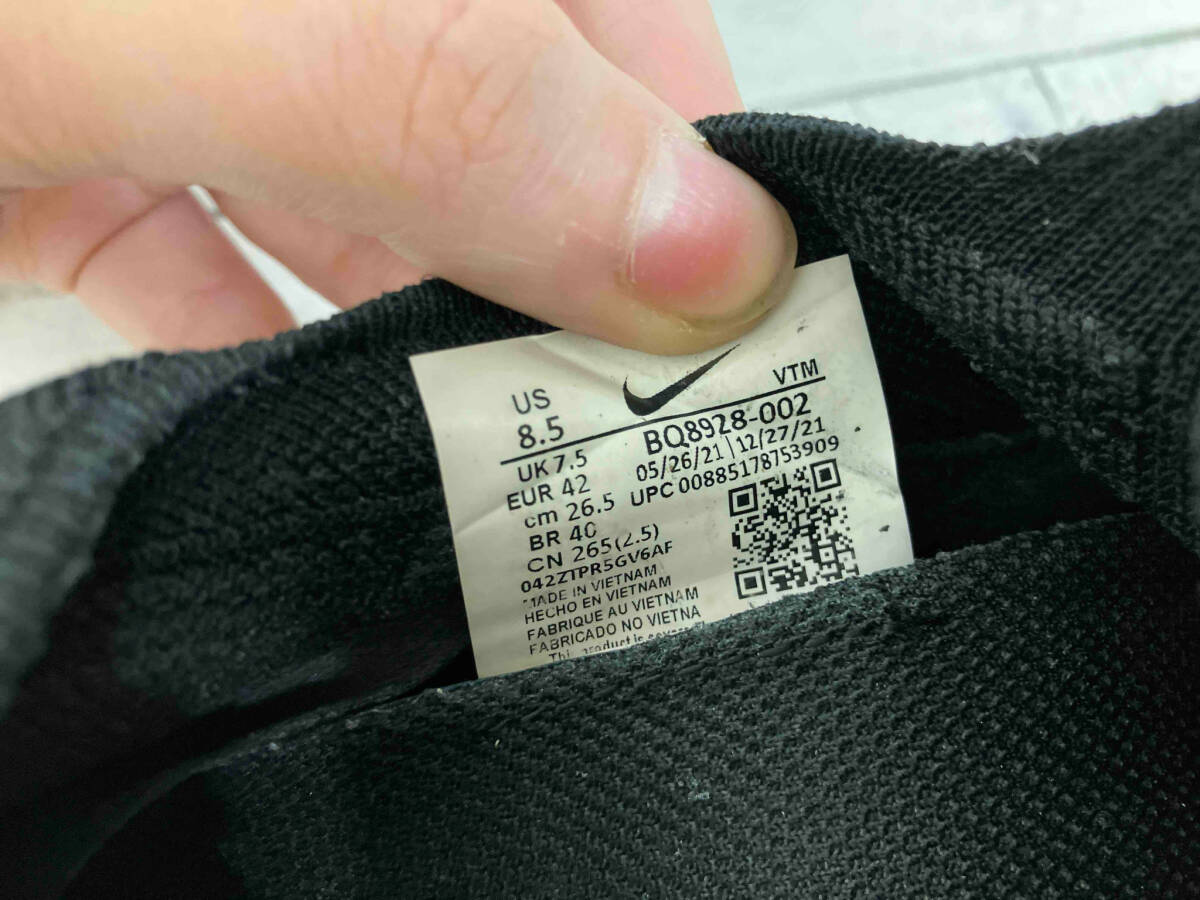 US
8.5
VTM
UK 7.5
EUR 42
cm 26.5
BR 40
CN 265(2.5)
BQ8928-002
05/26/21 | 12/27/21
UPC 00885178753909
042ZTPR5GV6AF
MADE IN VIETNAM
HECHO EN VIETNAM
FABRIQUE AU VIETNAM
FABRICADO NO VIETNA
product is